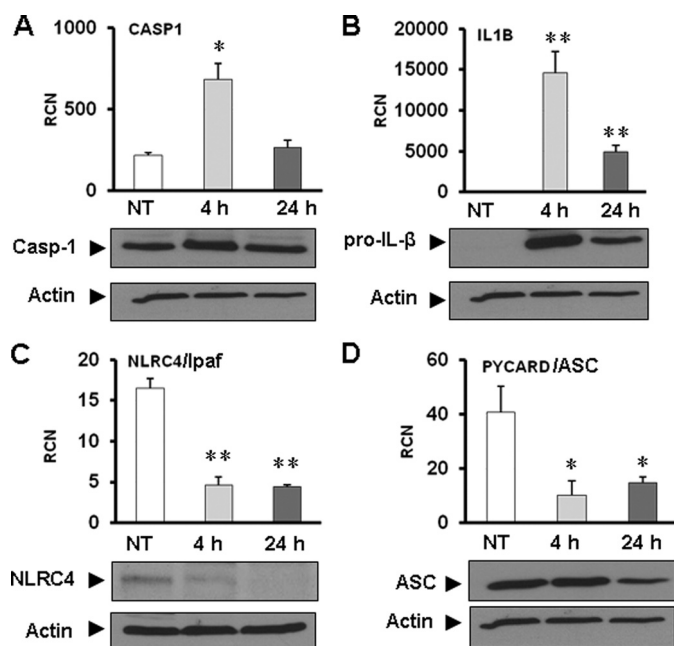 A CASP1
1000
*
500
RCN
0
NT 4 h 24 h
Casp-1
Actin
B IL1B
20000
**
15000
10000
**
RCN
5000
0
NT 4 h 24 h
pro-IL-β
Actin
C NLRC4/Ipaf
20
15
10
** **
RCN
5
0
NT 4 h 24 h
NLRC4
Actin
D PYCARD/ASC
60
40
* *
RCN
20
0
NT 4 h 24 h
ASC
Actin